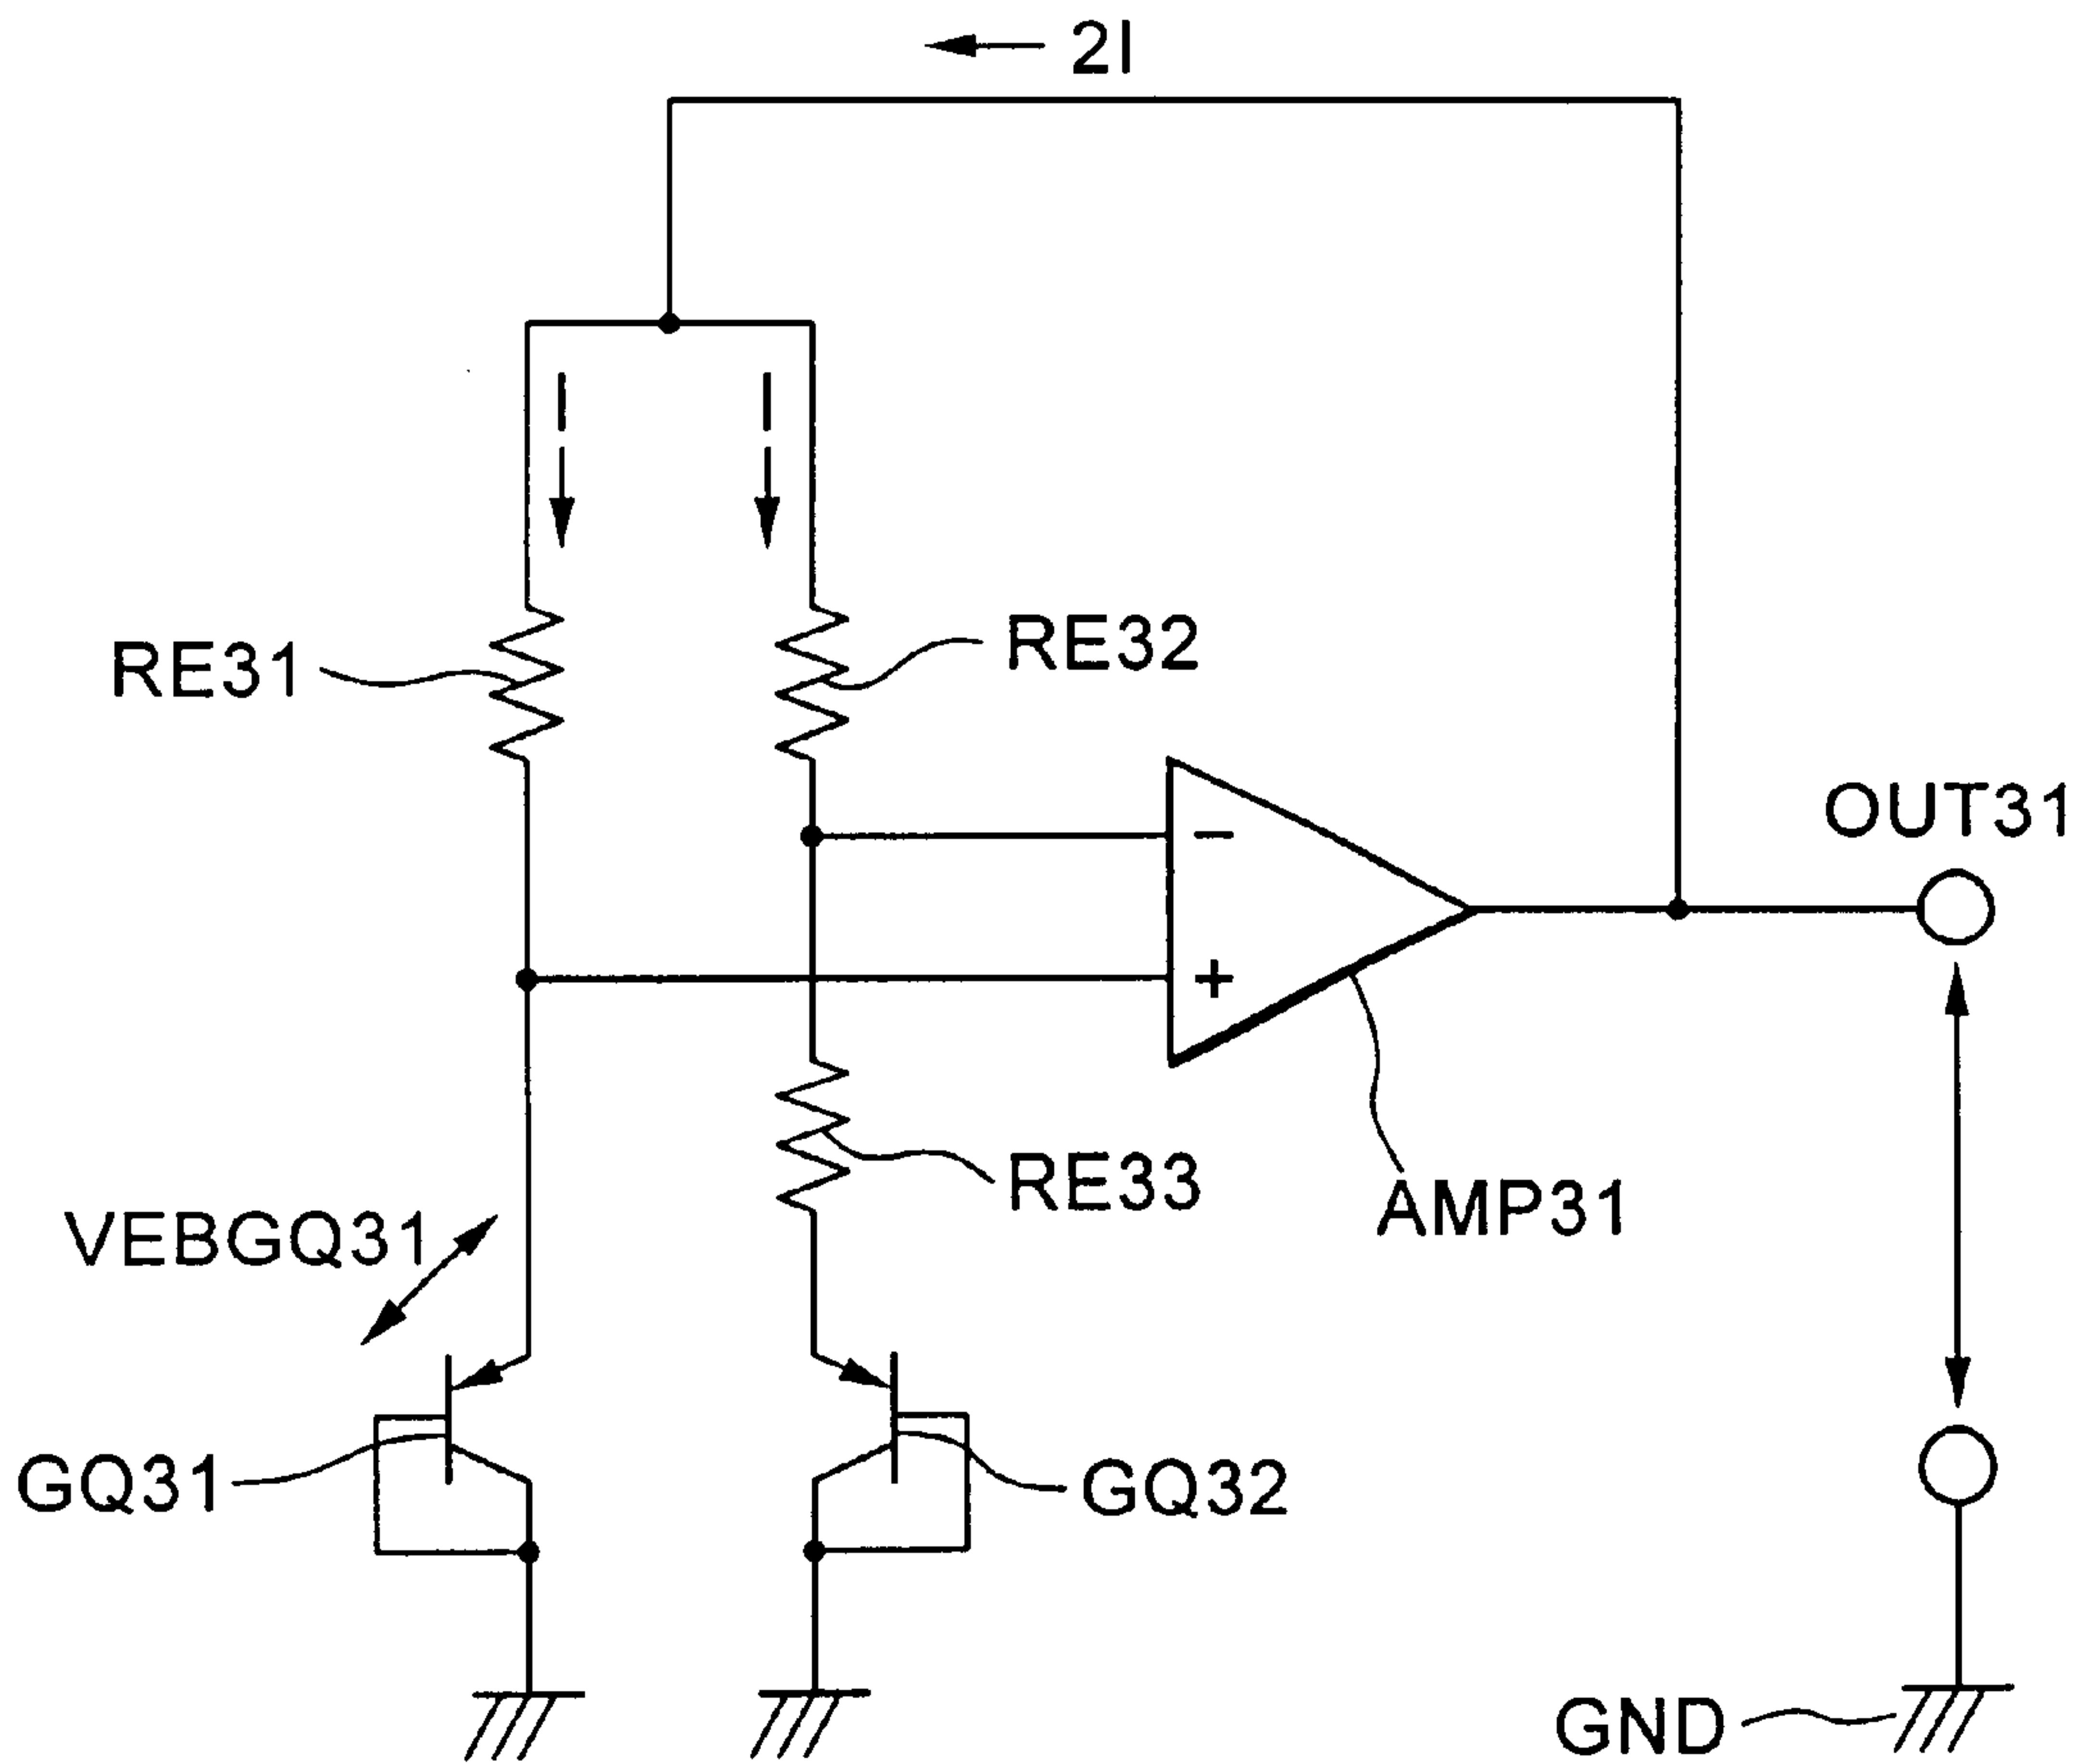 2I
I
I
RE31
RE32
OUT31
−
+
RE33
AMP31
VEBGQ31
GQ31
GQ32
GND